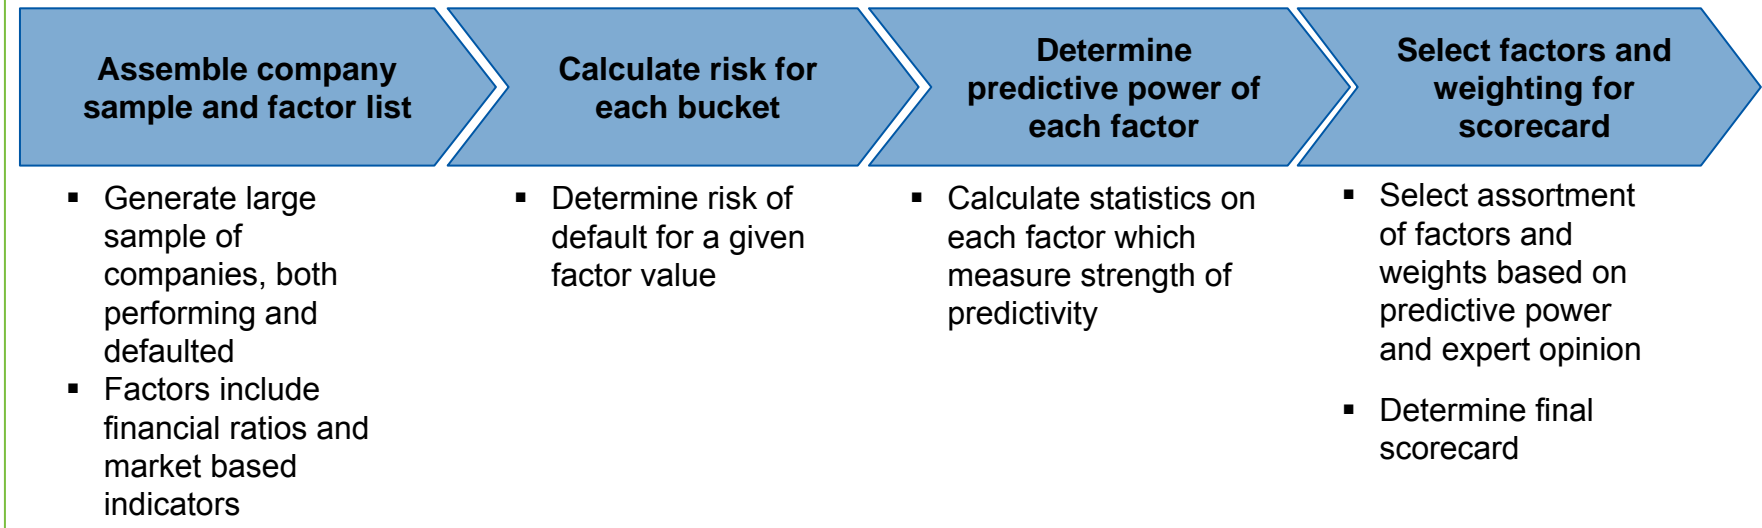 Assemble company
sample and factor list
Calculate risk for
each bucket
Determine
predictive power of
each factor
Select factors and
weighting for
scorecard
▪ Generate large
sample of
companies, both
performing and
defaulted
▪ Factors include
financial ratios and
market based
indicators
▪ Determine risk of
default for a given
factor value
▪ Calculate statistics on
each factor which
measure strength of
predictivity
▪ Select assortment
of factors and
weights based on
predictive power
and expert opinion
▪ Determine final
scorecard